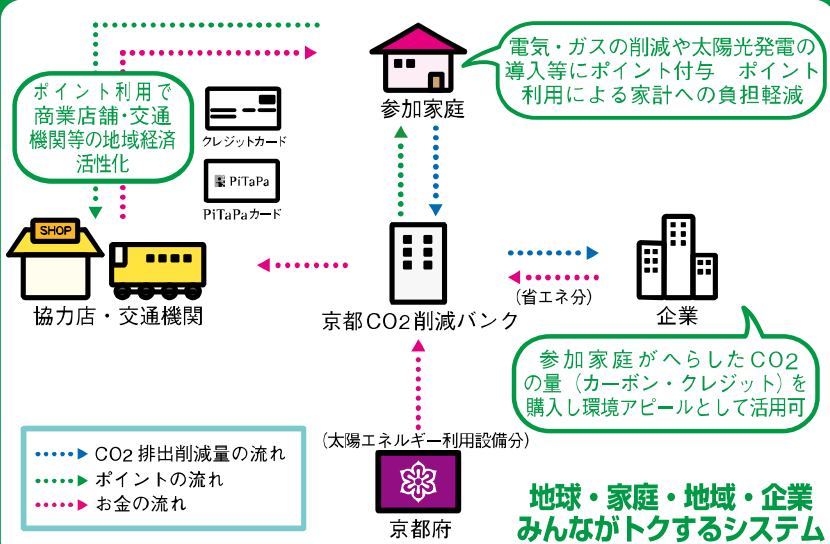 電気・ガスの削減や太陽光発電の
導入等にポイント付与　ポイント
利用による家計への負担軽減
参加家庭
ポイント利用で
商業店舗・交通
機関等の地域経済
活性化
クレジットカード
PiTaPa
PiTaPaカード
SHOP
協力店・交通機関
京都CO2削減バンク
(省エネ分)
企業
参加家庭がへらしたCO2
の量（カーボン・クレジット）を
購入し環境アピールとして活用可
(太陽エネルギー利用設備分)
京都府
CO2排出削減量の流れ
ポイントの流れ
お金の流れ
地球・家庭・地域・企業
みんながトクするシステム